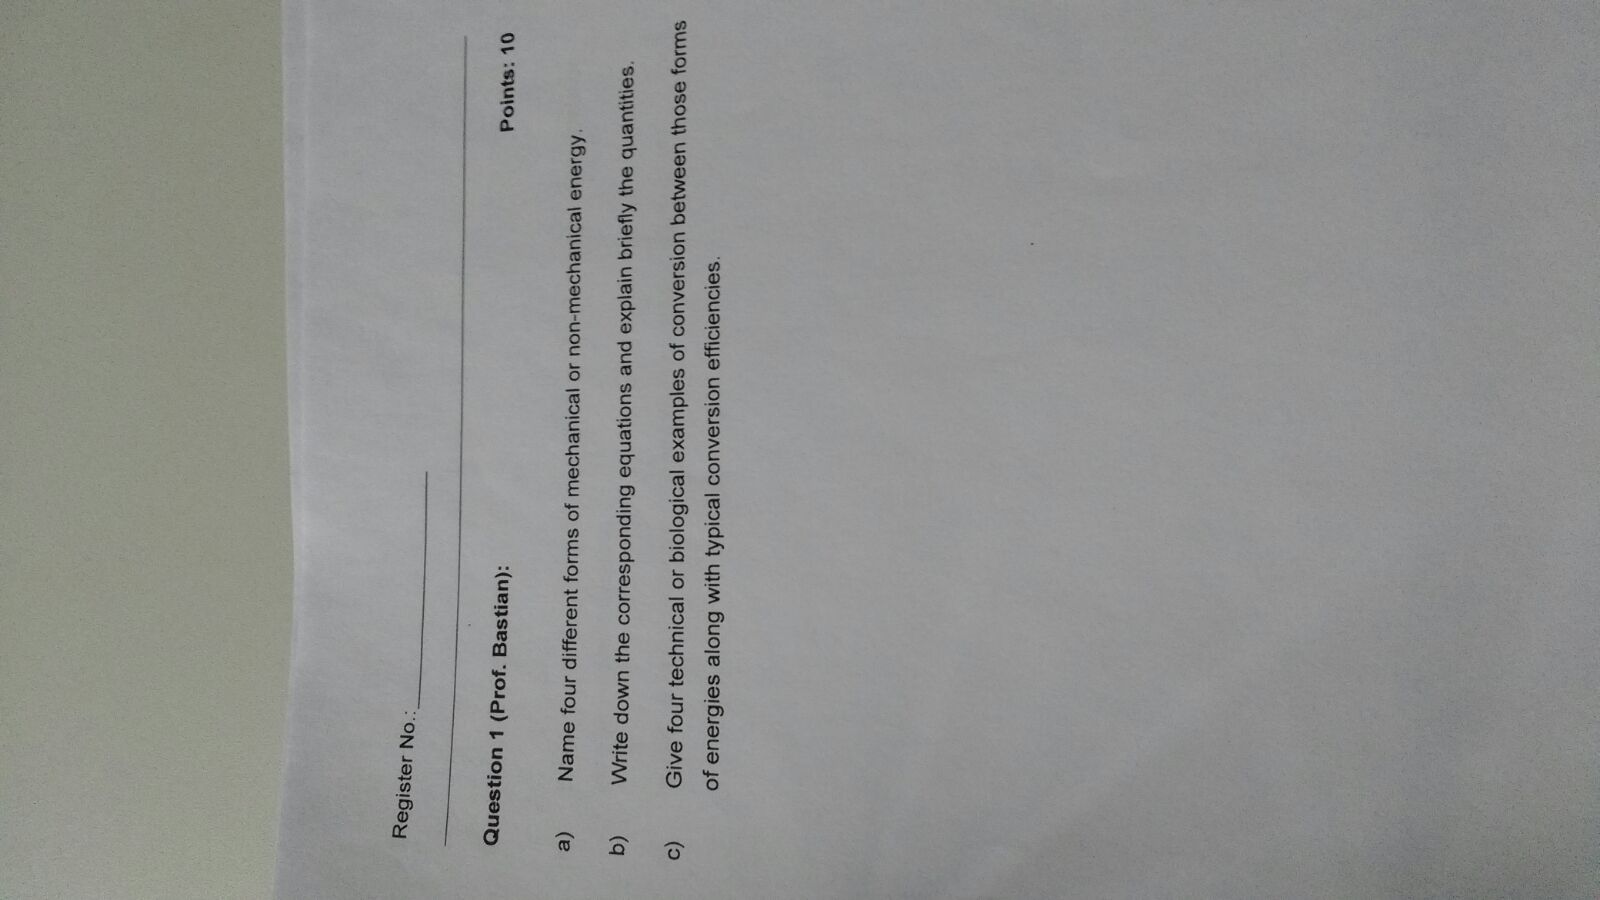 Register No.:
Question 1 (Prof. Bastian): Points: 10
a) Name four different forms of mechanical or non-mechanical energy.
b) Write down the corresponding equations and explain briefly the quantities.
c) Give four technical or biological examples of conversion between those forms
of energies along with typical conversion efficiencies.